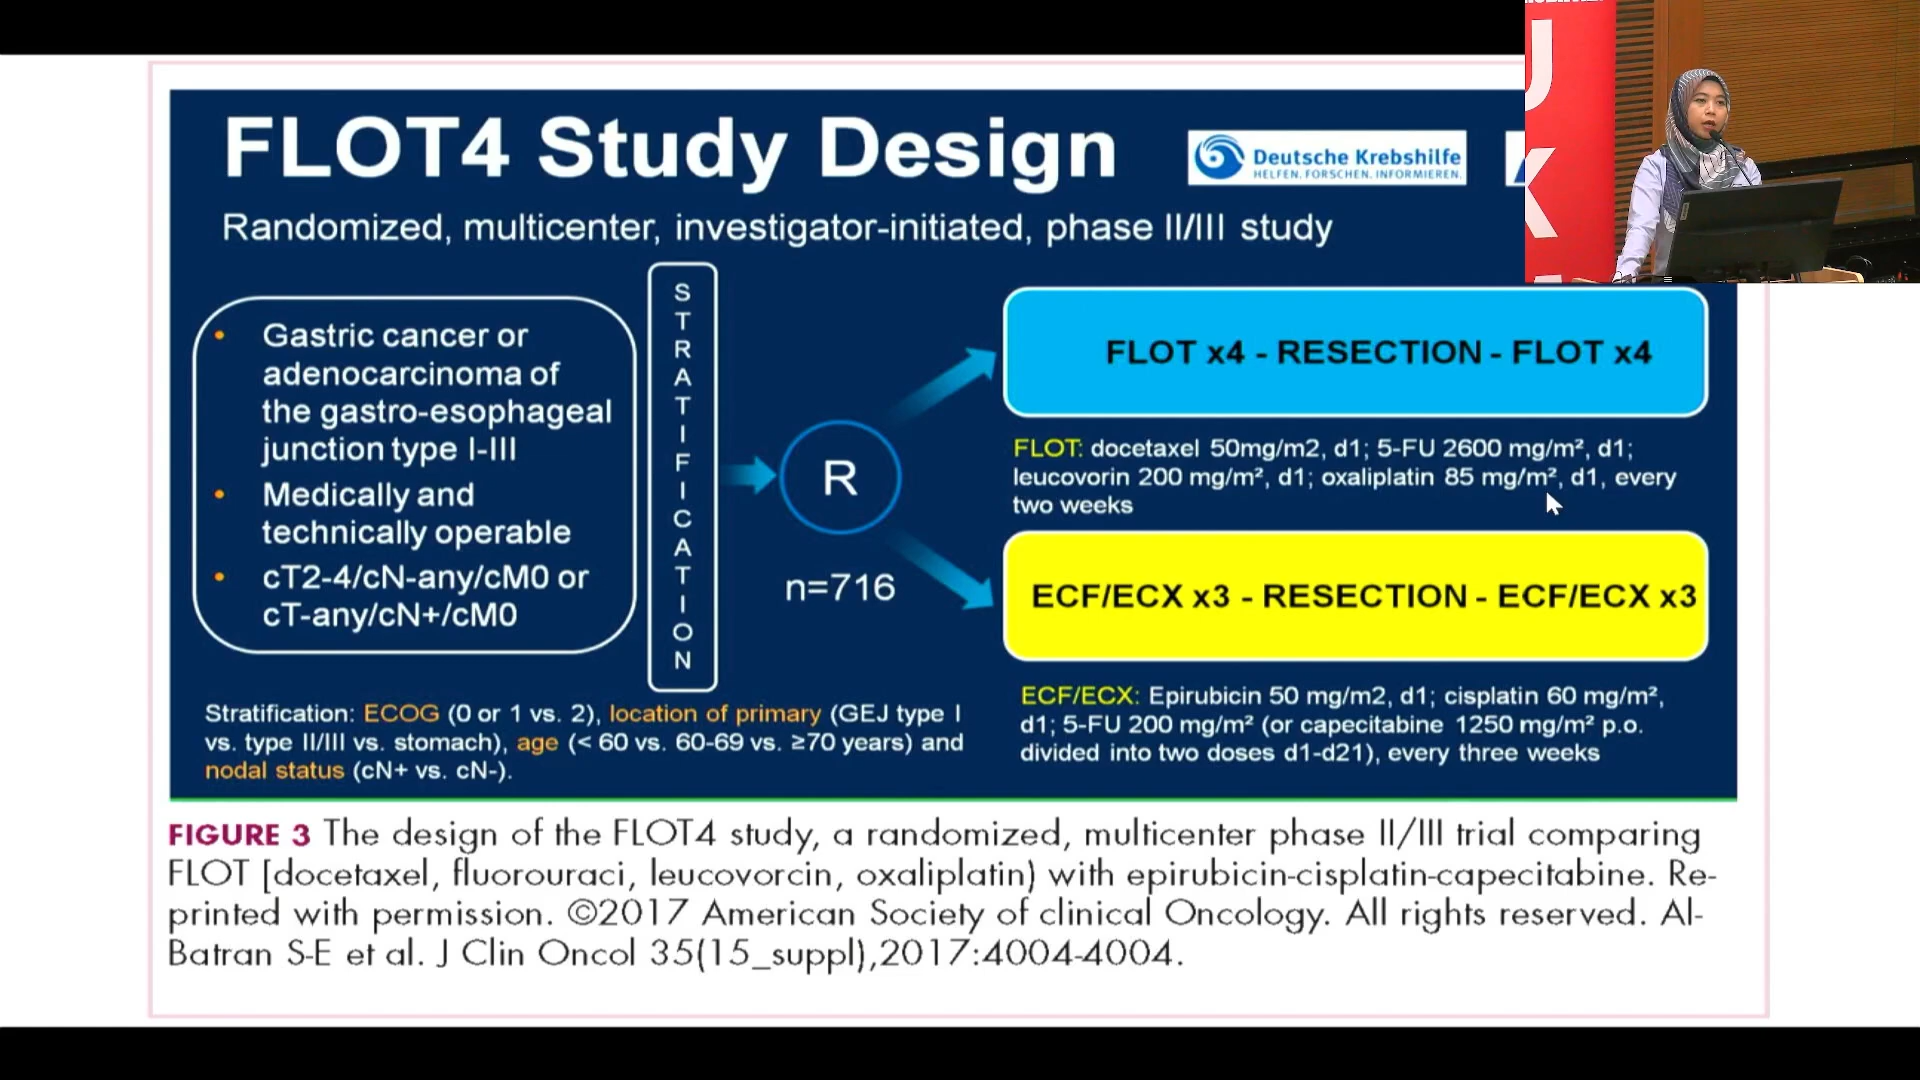 FLOT4 Study Design
Deutsche Krebshilfe
HELFEN. FORSCHEN. INFORMIEREN.
Randomized, multicenter, investigator-initiated, phase II/III study
• Gastric cancer or
adenocarcinoma of
the gastro-esophageal
junction type I-III
• Medically and
technically operable
• cT2-4/cN-any/cM0 or
cT-any/cN+/cM0
STRATIFICATION
R
n=716
FLOT x4 - RESECTION - FLOT x4
FLOT: docetaxel 50mg/m2, d1; 5-FU 2600 mg/m², d1;
leucovorin 200 mg/m², d1; oxaliplatin 85 mg/m², d1, every
two weeks
ECF/ECX x3 - RESECTION - ECF/ECX x3
ECF/ECX: Epirubicin 50 mg/m2, d1; cisplatin 60 mg/m²,
d1; 5-FU 200 mg/m² (or capecitabine 1250 mg/m² p.o.
divided into two doses d1-d21), every three weeks
Stratification: ECOG (0 or 1 vs. 2), location of primary (GEJ type I
vs. type II/III vs. stomach), age (< 60 vs. 60-69 vs. ≥70 years) and
nodal status (cN+ vs. cN-).
FIGURE 3 The design of the FLOT4 study, a randomized, multicenter phase II/III trial comparing
FLOT [docetaxel, fluorouraci, leucovorcin, oxaliplatin) with epirubicin-cisplatin-capecitabine. Re-
printed with permission. ©2017 American Society of clinical Oncology. All rights reserved. Al-
Batran S-E et al. J Clin Oncol 35(15_suppl),2017:4004-4004.